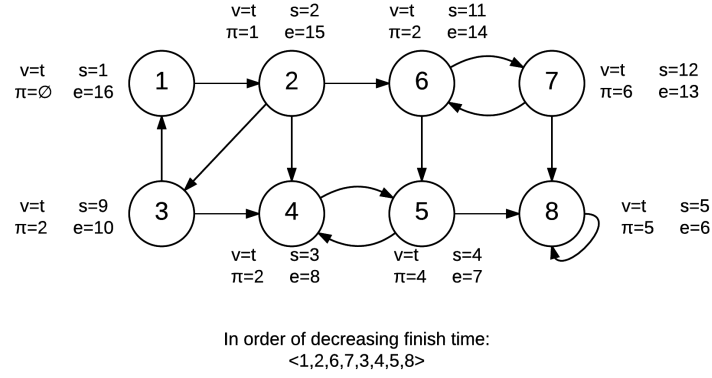 v=t s=2
π=1 e=15
v=t s=11
π=2 e=14
v=t s=1
π=∅ e=16
1
2
6
7
v=t s=12
π=6 e=13
v=t s=9
π=2 e=10
3
4
5
8
v=t s=5
π=5 e=6
v=t s=3
π=2 e=8
v=t s=4
π=4 e=7
In order of decreasing finish time:
<1,2,6,7,3,4,5,8>